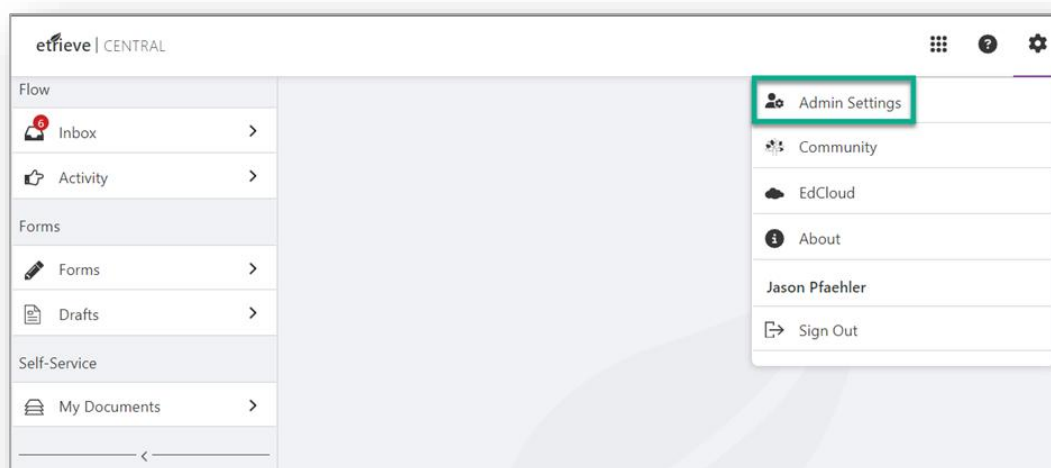 etrieve | CENTRAL
Flow
6
Inbox
Activity
Forms
Forms
Drafts
Self-Service
My Documents
Admin Settings
Community
EdCloud
About
Jason Pfaehler
Sign Out